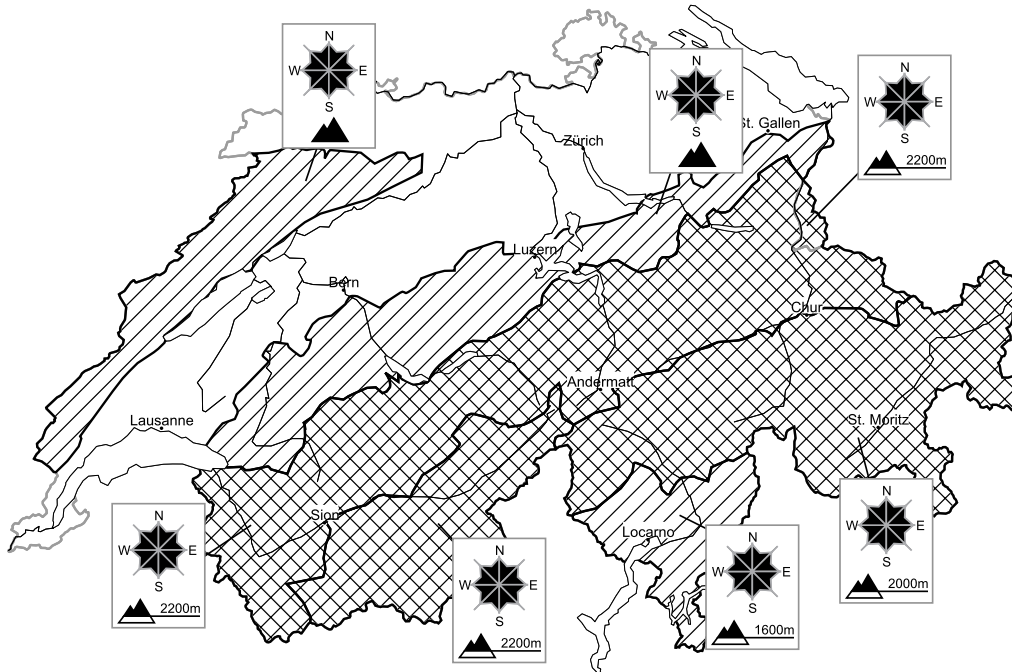 N
W E
S
N
W E
S
N
W E
S
2200m
St. Gallen
Zürich
Luzern
Bern
Chur
Andermatt
Lausanne
St. Moritz
Sion
Locarno
N
W E
S
2000m
N
W E
S
2200m
N
W E
S
1600m
N
W E
S
2200m